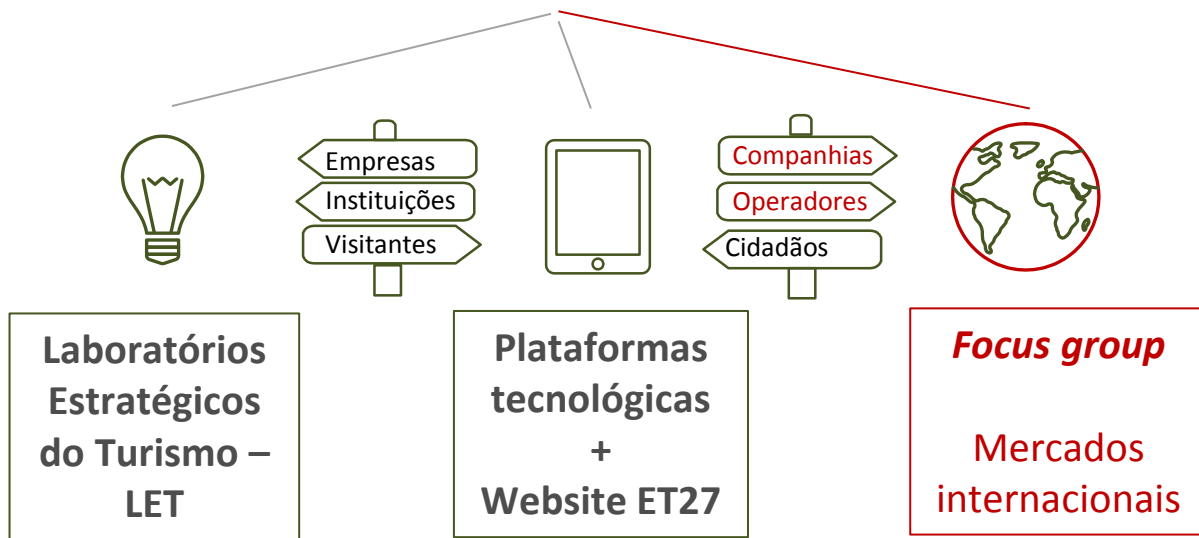 Empresas
Instituições
Visitantes
Companhias
Operadores
Cidadãos
Laboratórios
Estratégicos
do Turismo –
LET
Plataformas
tecnológicas
+
Website ET27
Focus group
Mercados
internacionais